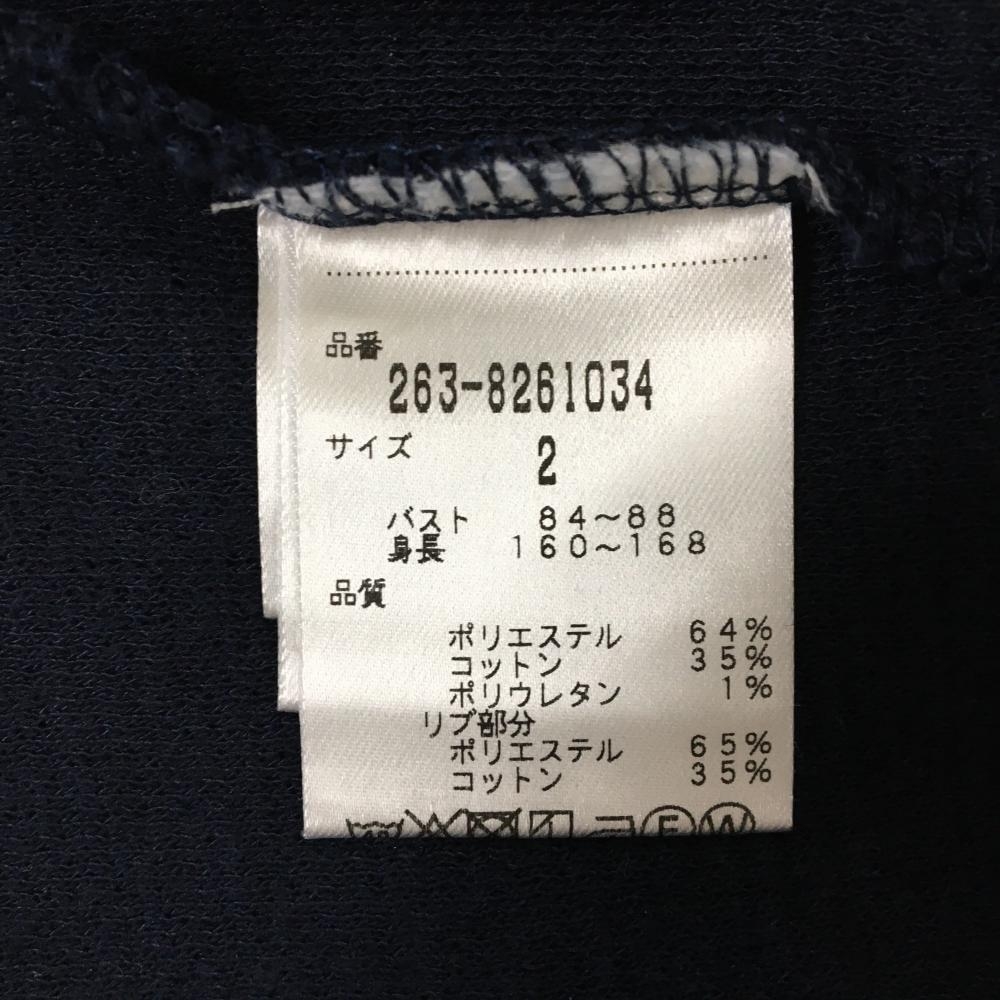 品番
263-8261034
サイズ 2
バスト 84～88
身長 160～168
品質
ポリエステル 64%
コットン 35%
ポリウレタン 1%
リブ部分
ポリエステル 65%
コットン 35%
F W